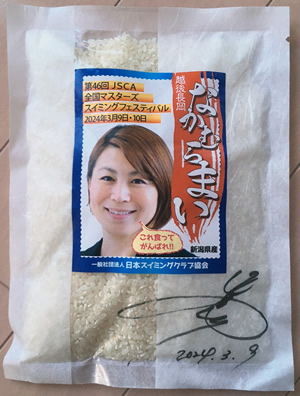 第46回 JSCA
全国マスターズ
スイミングフェスティバル
2024年3月9日・10日
越後長岡
なかむらまい
これ食って
がんばれ!!
新潟県産
一般社団法人 日本スイミングクラブ協会
2024.3.9